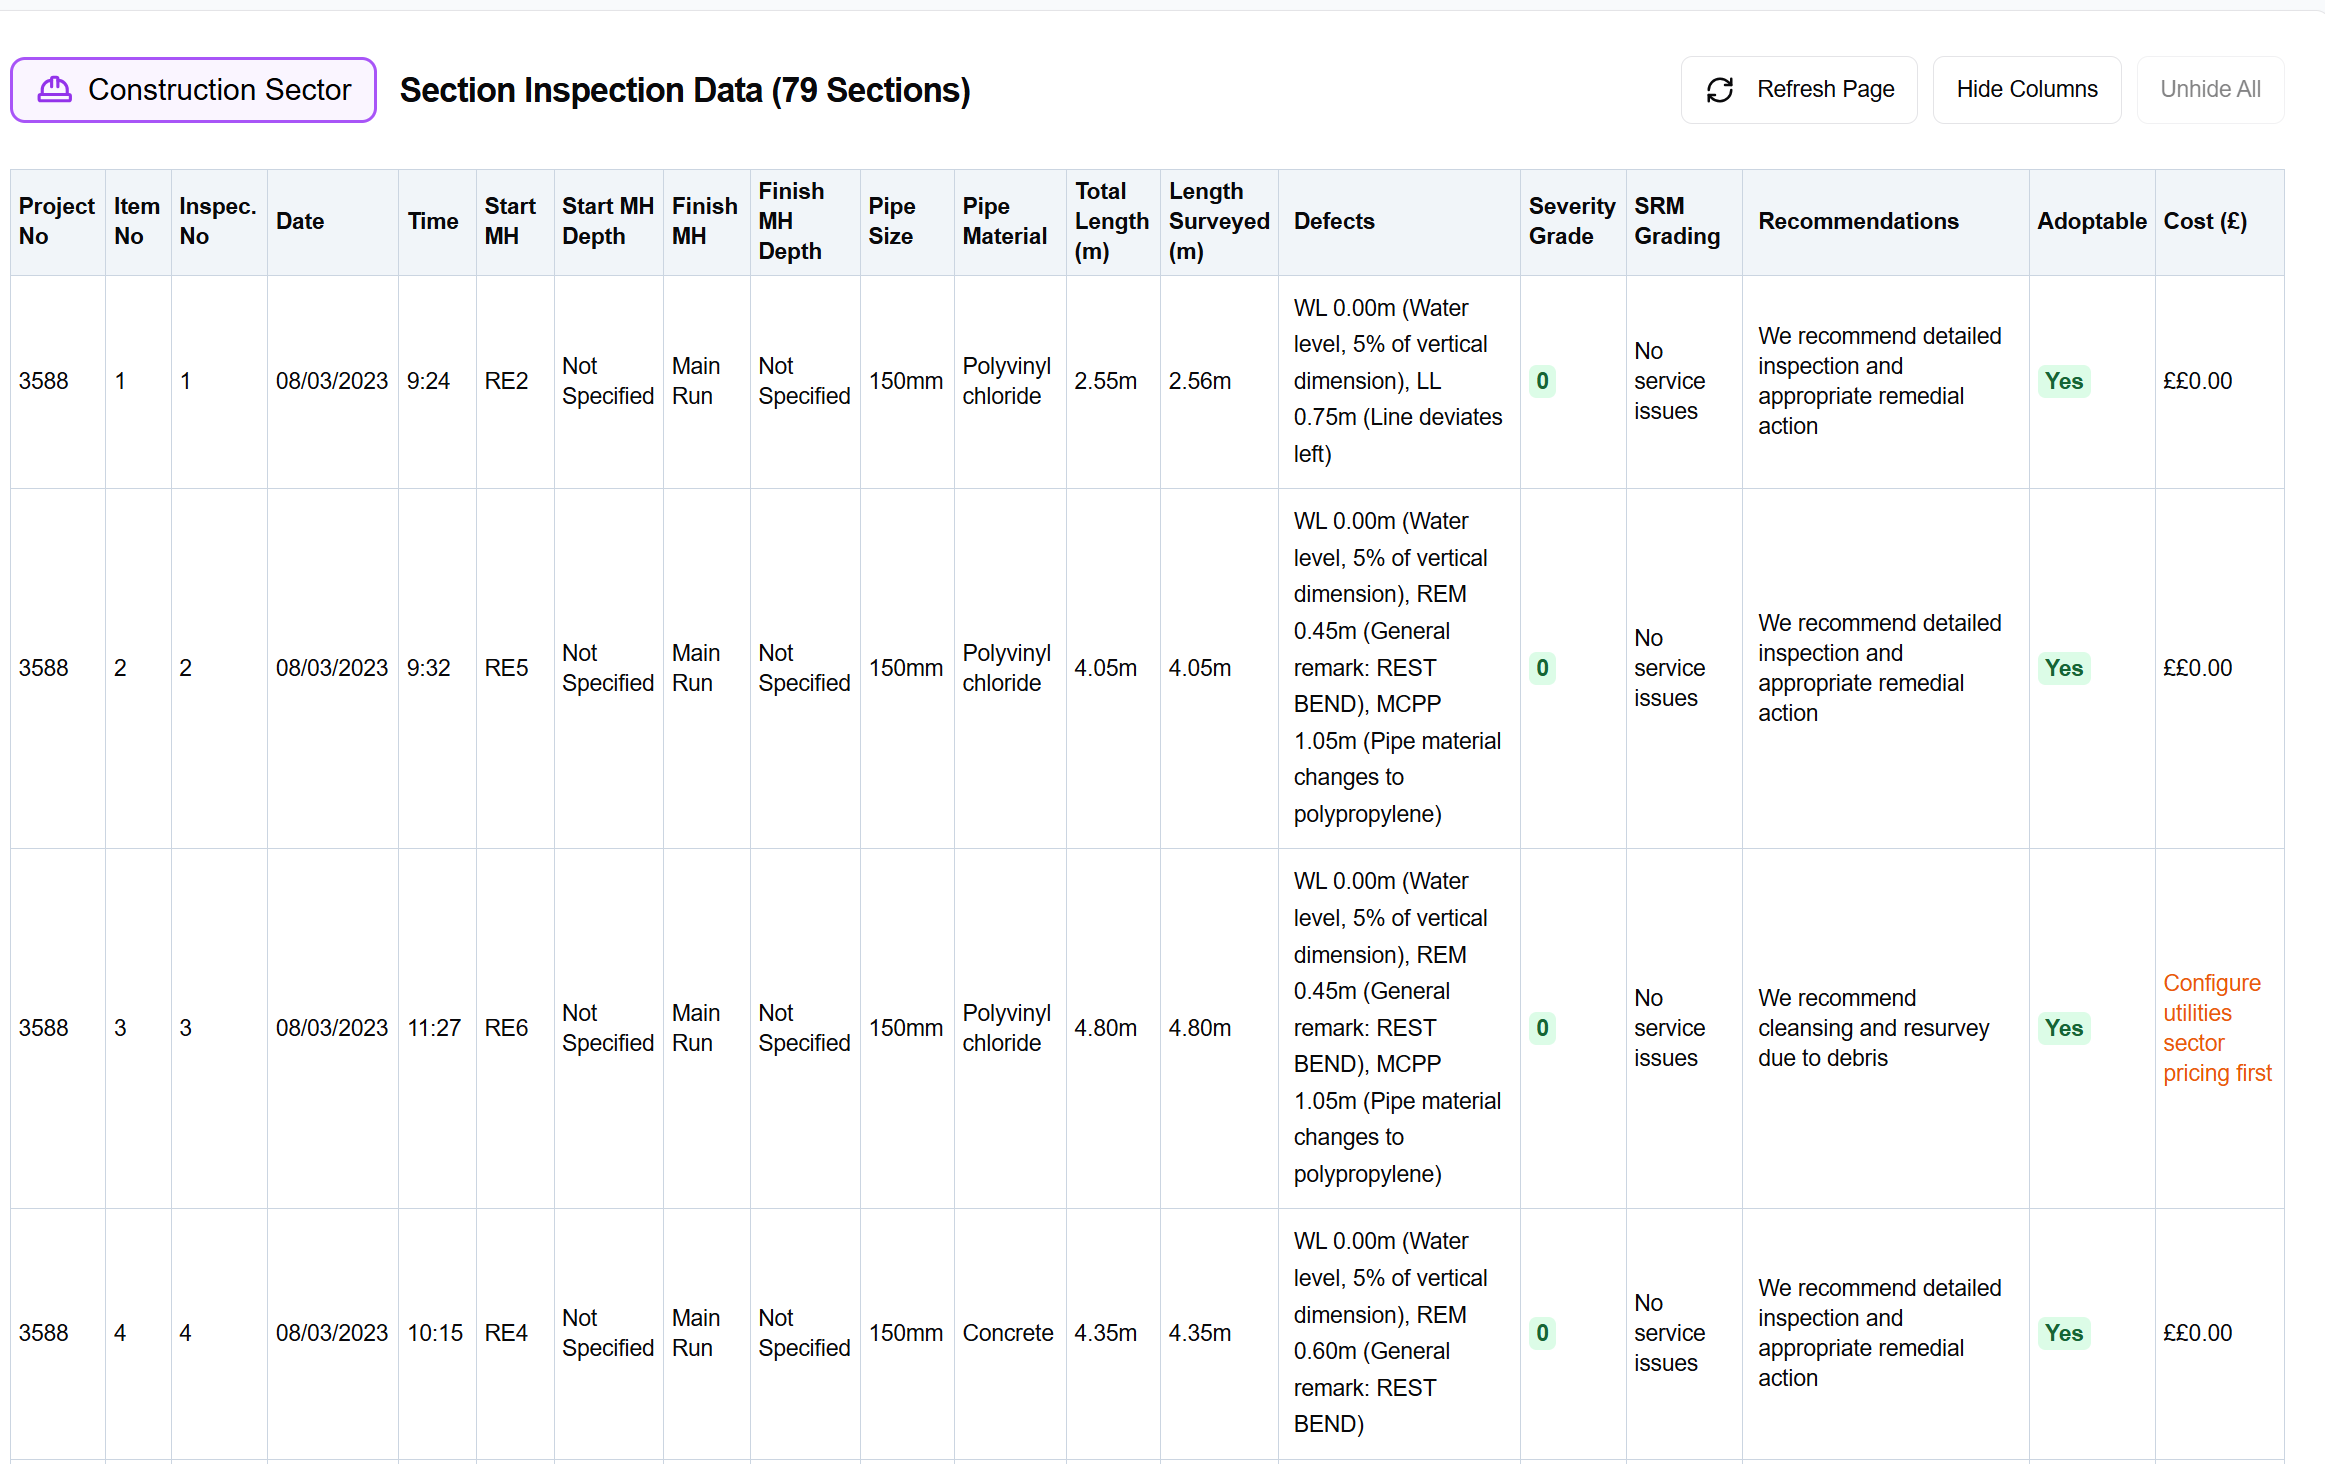 Construction Sector
Section Inspection Data (79 Sections)
Refresh Page
Hide Columns
Unhide All
Project
No
Item
No
Inspec.
No
Date
Time
Start
MH
Start MH
Depth
Finish
MH
Finish
MH
Depth
Pipe
Size
Pipe
Material
Total
Length
(m)
Length
Surveyed
(m)
Defects
Severity
Grade
SRM
Grading
Recommendations
Adoptable
Cost (£)
3588
1
1
08/03/2023
9:24
RE2
Not
Specified
Main
Run
Not
Specified
150mm
Polyvinyl
chloride
2.55m
2.56m
WL 0.00m (Water
level, 5% of vertical
dimension), LL
0.75m (Line deviates
left)
0
No
service
issues
We recommend detailed
inspection and
appropriate remedial
action
Yes
££0.00
3588
2
2
08/03/2023
9:32
RE5
Not
Specified
Main
Run
Not
Specified
150mm
Polyvinyl
chloride
4.05m
4.05m
WL 0.00m (Water
level, 5% of vertical
dimension), REM
0.45m (General
remark: REST
BEND), MCPP
1.05m (Pipe material
changes to
polypropylene)
0
No
service
issues
We recommend detailed
inspection and
appropriate remedial
action
Yes
££0.00
3588
3
3
08/03/2023
11:27
RE6
Not
Specified
Main
Run
Not
Specified
150mm
Polyvinyl
chloride
4.80m
4.80m
WL 0.00m (Water
level, 5% of vertical
dimension), REM
0.45m (General
remark: REST
BEND), MCPP
1.05m (Pipe material
changes to
polypropylene)
0
No
service
issues
We recommend
cleansing and resurvey
due to debris
Yes
Configure
utilities
sector
pricing first
3588
4
4
08/03/2023
10:15
RE4
Not
Specified
Main
Run
Not
Specified
150mm
Concrete
4.35m
4.35m
WL 0.00m (Water
level, 5% of vertical
dimension), REM
0.60m (General
remark: REST
BEND)
0
No
service
issues
We recommend detailed
inspection and
appropriate remedial
action
Yes
££0.00